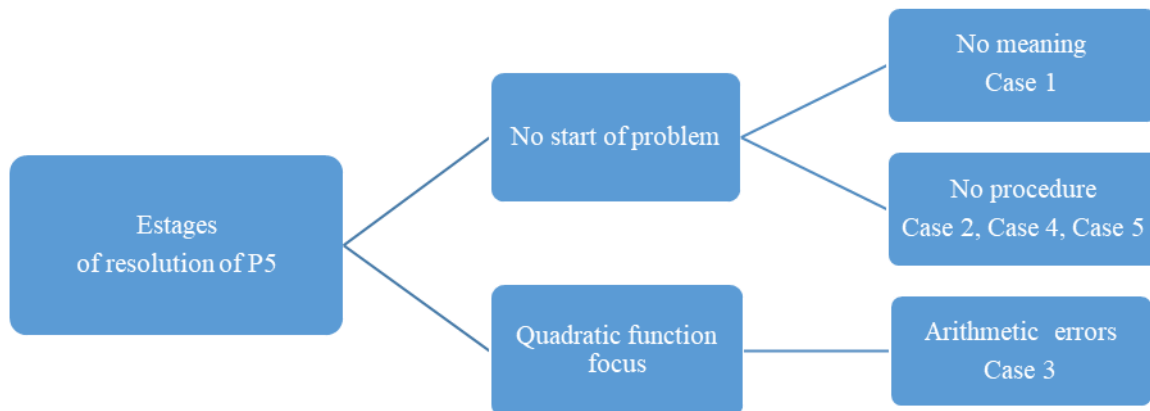 Estages
of resolution of P5
No start of problem
No meaning
Case 1
No procedure
Case 2, Case 4, Case 5
Quadratic function
focus
Arithmetic errors
Case 3